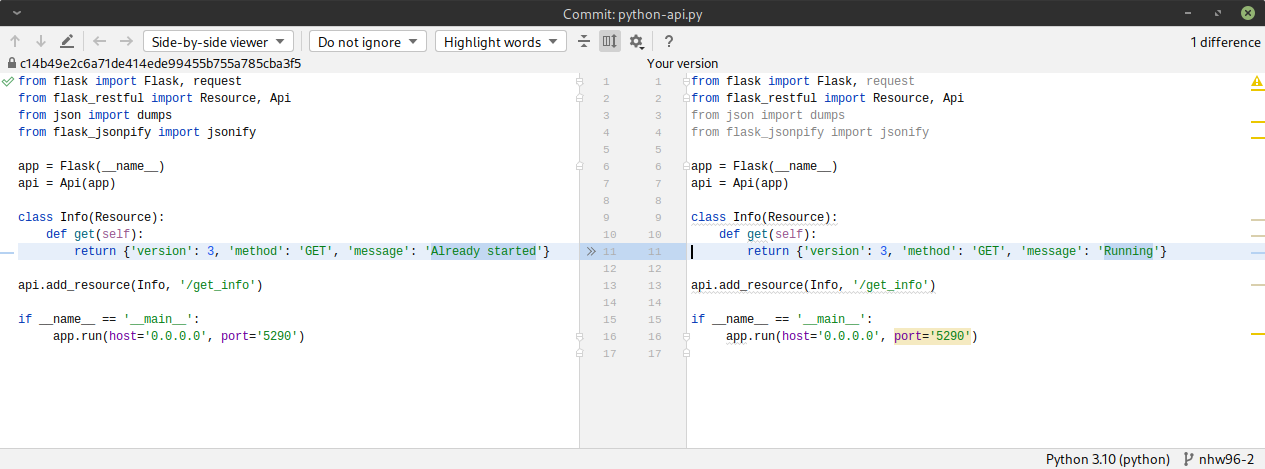 Commit: python-api.py
Side-by-side viewer Do not ignore Highlight words ? 1 difference
c14b49e2c6a71de414ede99455b755a785cba3f5 Your version
from flask import Flask, request 1 1 from flask import Flask, request
from flask_restful import Resource, Api 2 2 from flask_restful import Resource, Api
from json import dumps 3 3 from json import dumps
from flask_jsonpify import jsonify 4 4 from flask_jsonpify import jsonify
5 5
app = Flask(__name__) 6 6 app = Flask(__name__)
api = Api(app) 7 7 api = Api(app)
8 8
class Info(Resource): 9 9 class Info(Resource):
def get(self): 10 10 def get(self):
return {'version': 3, 'method': 'GET', 'message': 'Already started'} 11 11 return {'version': 3, 'method': 'GET', 'message': 'Running'}
12 12
api.add_resource(Info, '/get_info') 13 13 api.add_resource(Info, '/get_info')
14 14
if __name__ == '__main__': 15 15 if __name__ == '__main__':
app.run(host='0.0.0.0', port='5290') 16 16 app.run(host='0.0.0.0', port='5290')
17 17
Python 3.10 (python) nhw96-2